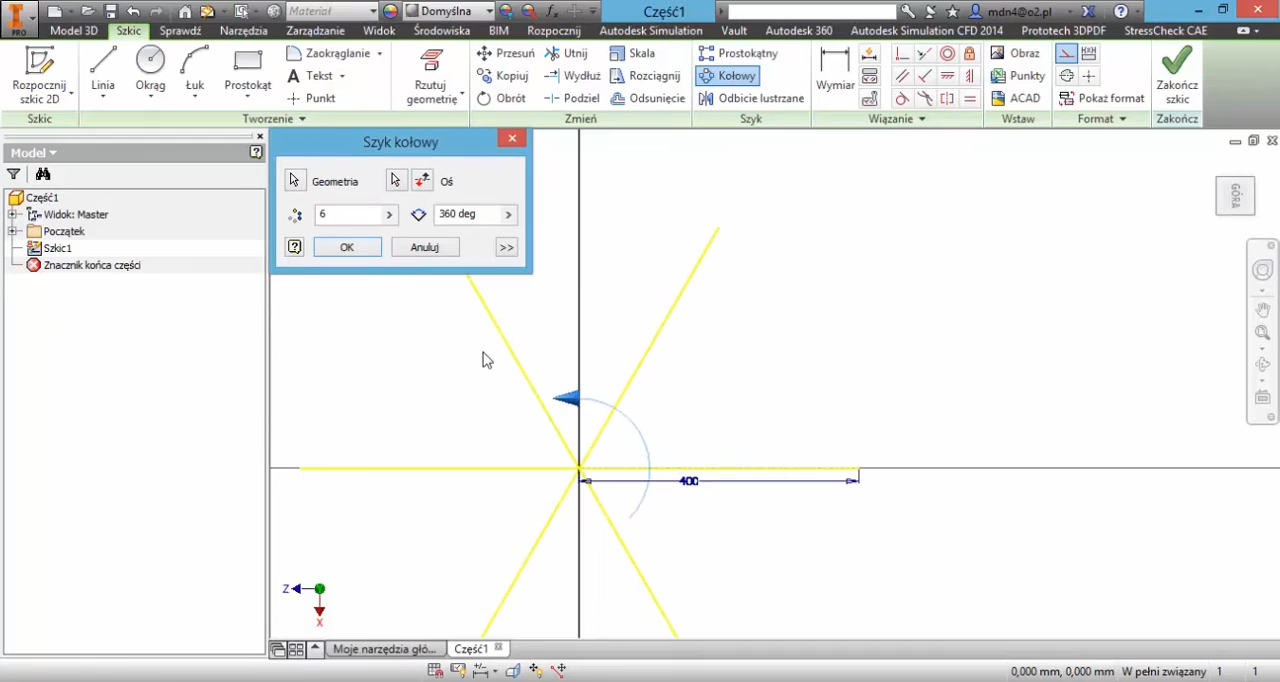 Materiał Domyślna Część1 mdn4@o2.pl
PRO
Model 3D Szkic Sprawdź Narzędzia Zarządzanie Widok Środowiska BIM Rozpocznij Autodesk Simulation Vault Autodesk 360 Autodesk Simulation CFD 2014 Prototech 3DPDF StressCheck CAE
Rozpocznij szkic 2D
Linia Okrąg Łuk Prostokąt
Zaokrąglanie
Tekst
Punkt
Rzutuj geometrię
Przesuń Utnij Skala
Kopiuj Wydłuż Rozciągnij
Obrót Podziel Odsunięcie
Prostokątny
Kołowy
Odbicie lustrzane
Wymiar
Obraz
Punkty
ACAD
Pokaż format
Zakończ szkic
Szkic Tworzenie Zmień Szyk Wiązanie Wstaw Format Zakończ
Model
Część1
Widok: Master
Początek
Szkic1
Znacznik końca części
Szyk kołowy
Geometria Oś
6 360 deg
OK Anuluj >>
GÓRA
400
Z
X
Moje narzędzia głó... Część1
0,000 mm, 0,000 mm W pełni związany 1 1